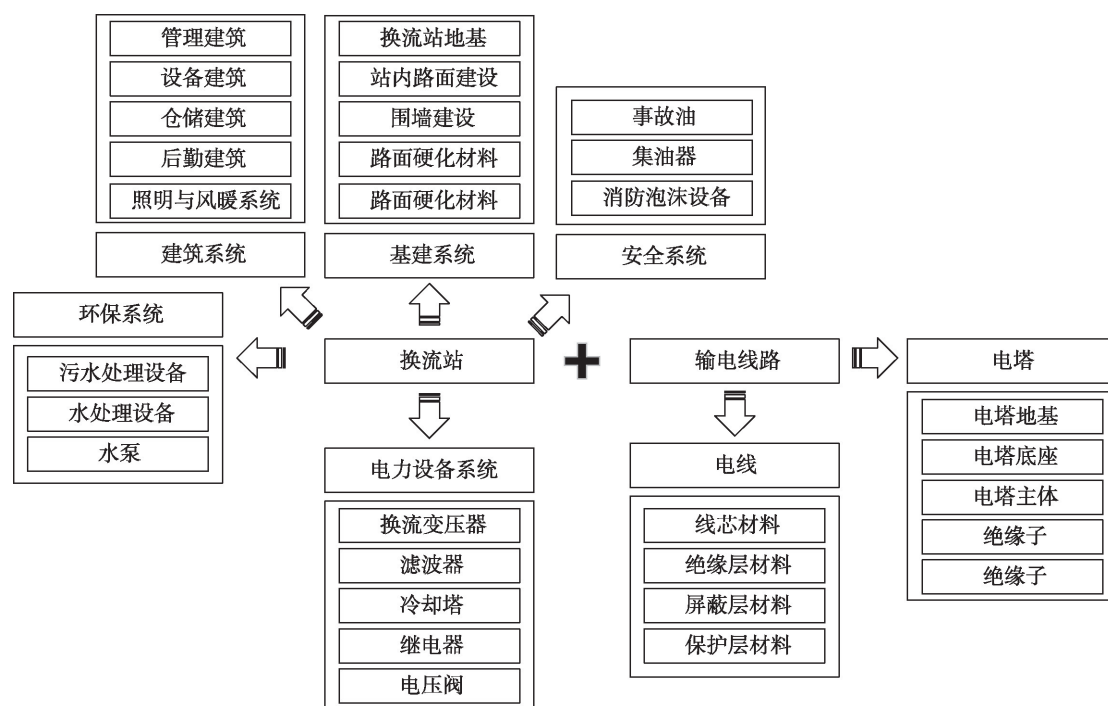 管理建筑
设备建筑
仓储建筑
后勤建筑
照明与风暖系统
建筑系统
换流站地基
站内路面建设
围墙建设
路面硬化材料
路面硬化材料
基建系统
事故油
集油器
消防泡沫设备
安全系统
环保系统
污水处理设备
水处理设备
水泵
换流站
输电线路
电塔
电塔地基
电塔底座
电塔主体
绝缘子
绝缘子
电力设备系统
换流变压器
滤波器
冷却塔
继电器
电压阀
电线
线芯材料
绝缘层材料
屏蔽层材料
保护层材料